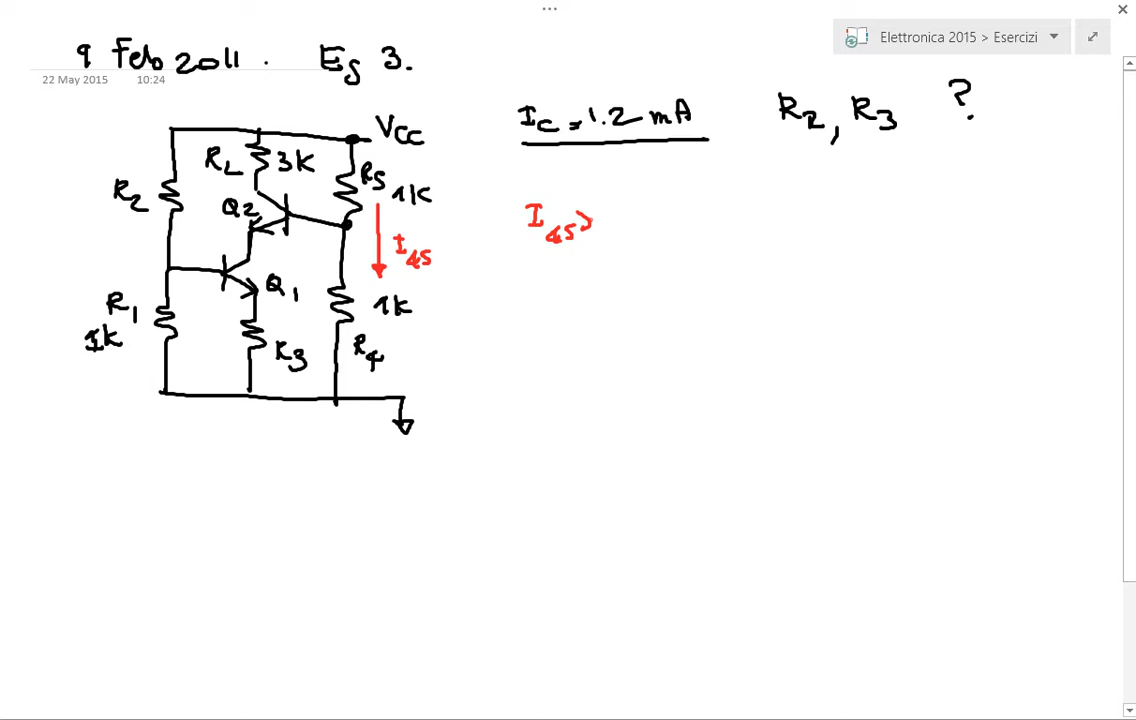 9 Feb 2011 . Es 3.
22 May 2015 10:24
Elettronica 2015 > Esercizi
IC = 1.2 mA
R2, R3 ?
VCC
RL 3K
R5 1K
R2
Q2
I45
I45 >
Q1
R1 1K
1K
R3
R4